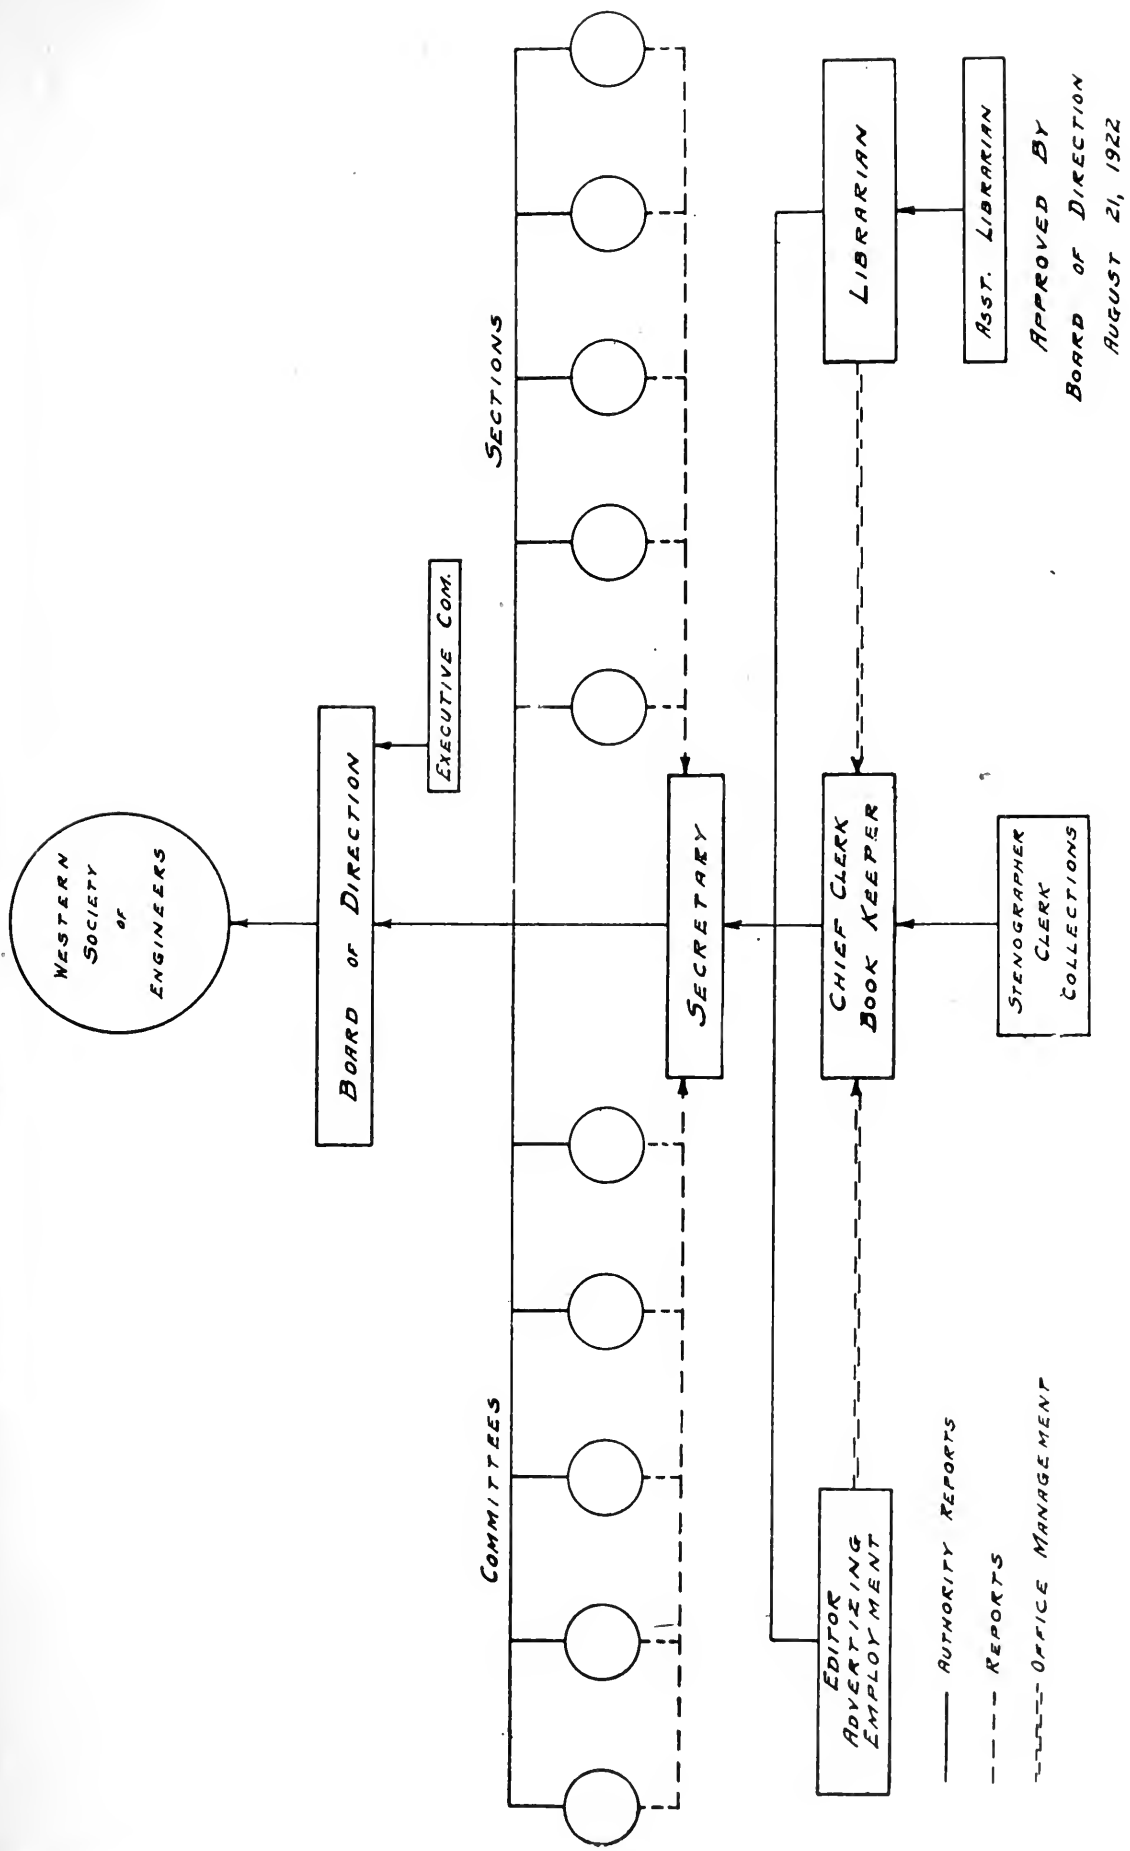 WESTERN
SOCIETY
OF
ENGINEERS
BOARD OF DIRECTION
EXECUTIVE COM.
COMMITTEES
SECTIONS
SECRETARY
EDITOR
ADVERTIZING
EMPLOYMENT
CHIEF CLERK
BOOK KEEPER
LIBRARIAN
STENOGRAPHER
CLERK
COLLECTIONS
ASST. LIBRARIAN
AUTHORITY REPORTS
REPORTS
OFFICE MANAGEMENT
APPROVED BY
BOARD OF DIRECTION
AUGUST 21, 1922